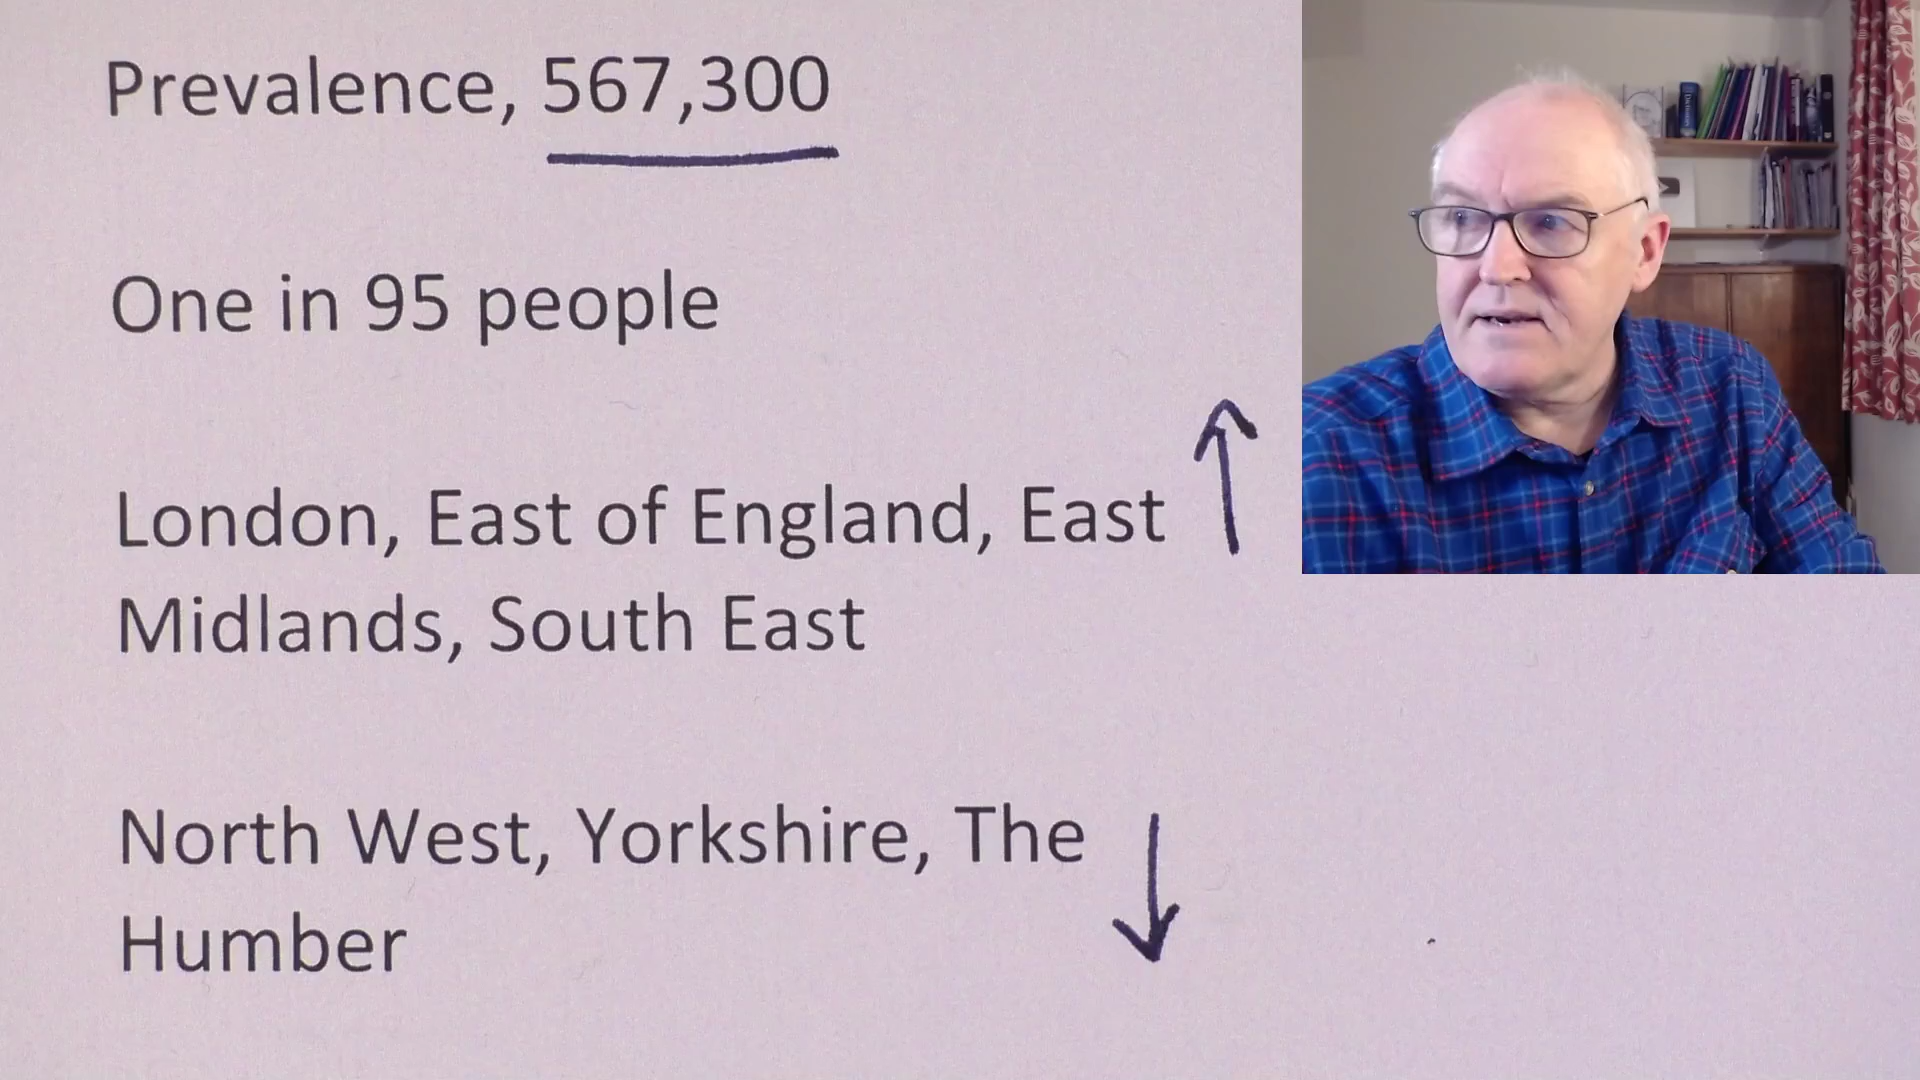 Prevalence, 567,300
One in 95 people
London, East of England, East
Midlands, South East
North West, Yorkshire, The
Humber